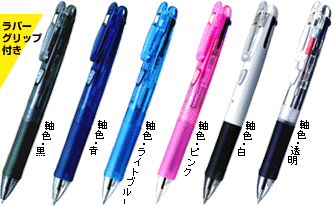 ラバー
グリップ
付き
軸色・黒
軸色・青
軸色・ライトブルー
軸色・ピンク
軸色・白
軸色・透明